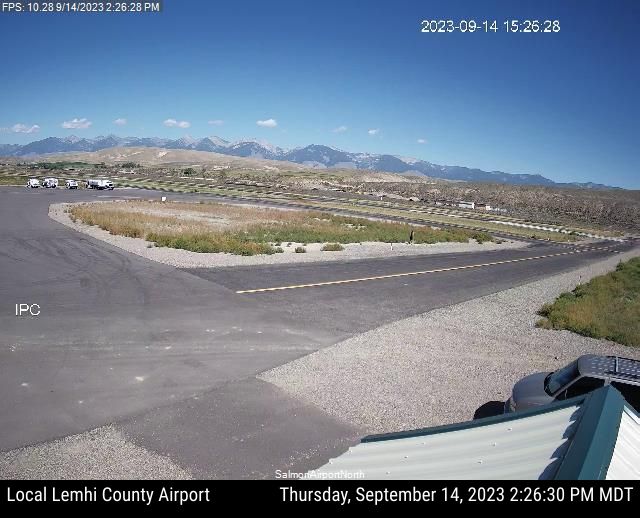 FPS: 10.28 9/14/2023 2:26:28 PM
2023-09-14 15:26:28
IPC
SalmonAirportNorth
Local Lemhi County Airport Thursday, September 14, 2023 2:26:30 PM MDT